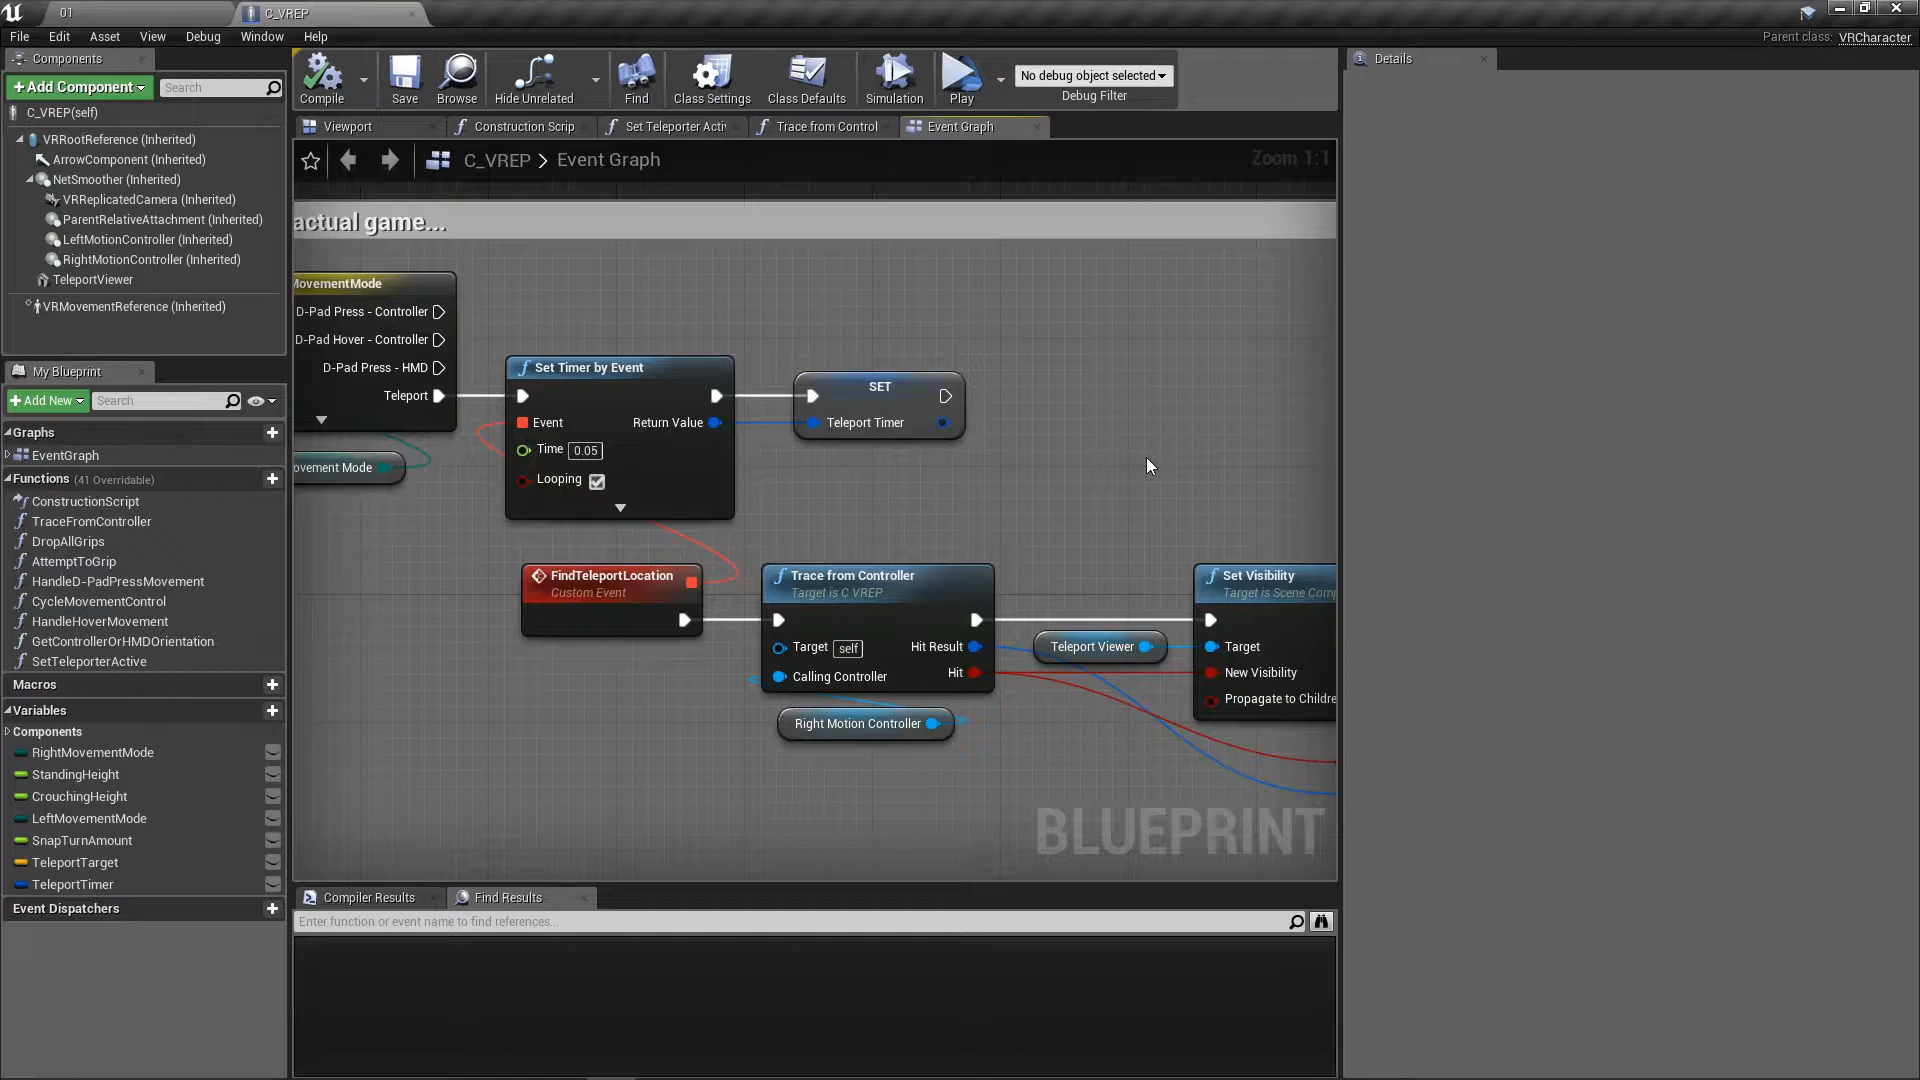 01
C_VREP
File Edit Asset View Debug Window Help
Parent class: VRCharacter
Components
+Add Component
Search
C_VREP(self)
VRRootReference (Inherited)
ArrowComponent (Inherited)
NetSmoother (Inherited)
VRReplicatedCamera (Inherited)
ParentRelativeAttachment (Inherited)
LeftMotionController (Inherited)
RightMotionController (Inherited)
TeleportViewer
VRMovementReference (Inherited)
My Blueprint
+Add New
Search
Graphs
EventGraph
Functions (41 Overridable)
ConstructionScript
TraceFromController
DropAllGrips
AttemptToGrip
HandleD-PadPressMovement
CycleMovementControl
HandleHoverMovement
GetControllerOrHMDOrientation
SetTeleporterActive
Macros
Variables
Components
RightMovementMode
StandingHeight
CrouchingHeight
LeftMovementMode
SnapTurnAmount
TeleportTarget
TeleportTimer
Event Dispatchers
Compile
Save
Browse
Hide Unrelated
Find
Class Settings
Class Defaults
Simulation
Play
No debug object selected
Debug Filter
Viewport
Construction Scrip
Set Teleporter Acti
Trace from Control
Event Graph
C_VREP > Event Graph
Zoom 1:1
actual game...
MovementMode
D-Pad Press - Controller
D-Pad Hover - Controller
D-Pad Press - HMD
Teleport
ovement Mode
Set Timer by Event
Event
Return Value
Time 0.05
Looping
SET
Teleport Timer
FindTeleportLocation
Custom Event
Trace from Controller
Target is C VREP
Target self
Hit Result
Calling Controller
Hit
Right Motion Controller
Teleport Viewer
Set Visibility
Target is Scene Comp
Target
New Visibility
Propagate to Childre
BLUEPRINT
Compiler Results
Find Results
Enter function or event name to find references...
Details